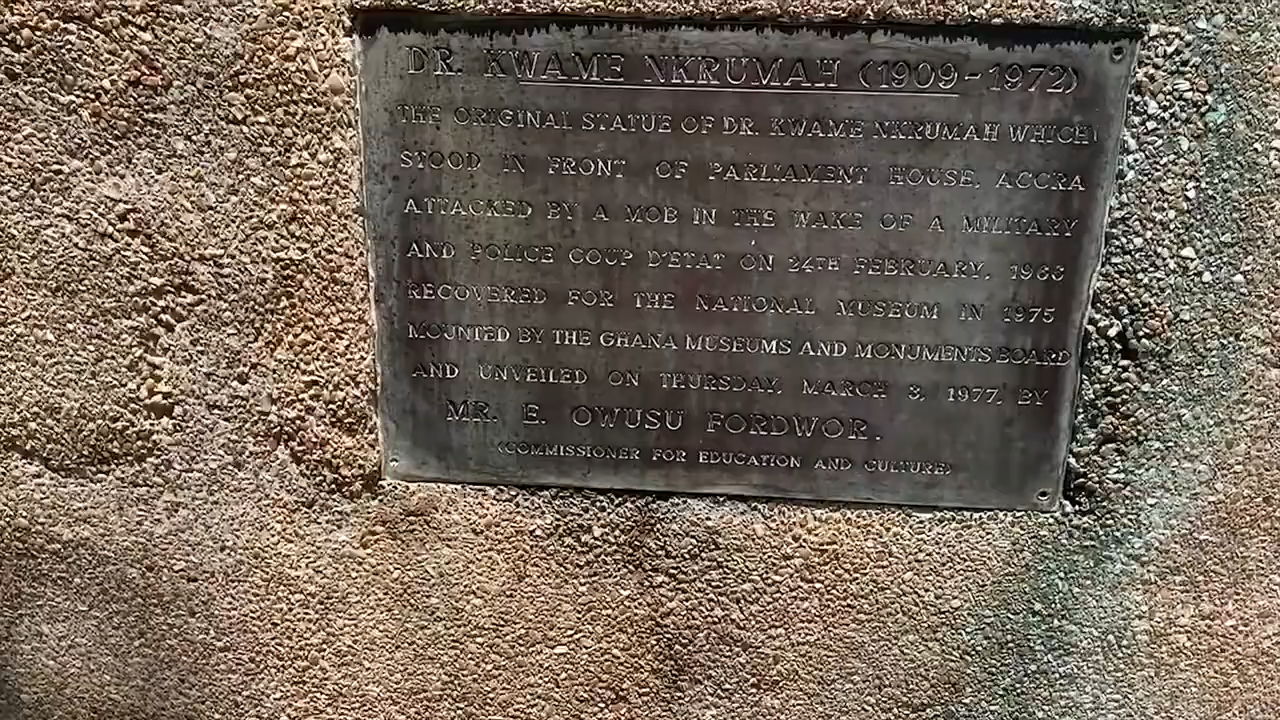 DR. KWAME NKRUMAH (1909-1972)
THE ORIGINAL STATUE OF DR. KWAME NKRUMAH WHICH
STOOD IN FRONT OF PARLIAMENT HOUSE, ACCRA
ATTACKED BY A MOB IN THE WAKE OF A MILITARY
AND POLICE COUP D'ETAT ON 24TH FEBRUARY, 1966
RECOVERED FOR THE NATIONAL MUSEUM IN 1975
MOUNTED BY THE GHANA MUSEUMS AND MONUMENTS BOARD
AND UNVEILED ON THURSDAY, MARCH 3, 1977, BY
MR. E. OWUSU FORDWOR.
(COMMISSIONER FOR EDUCATION AND CULTURE)